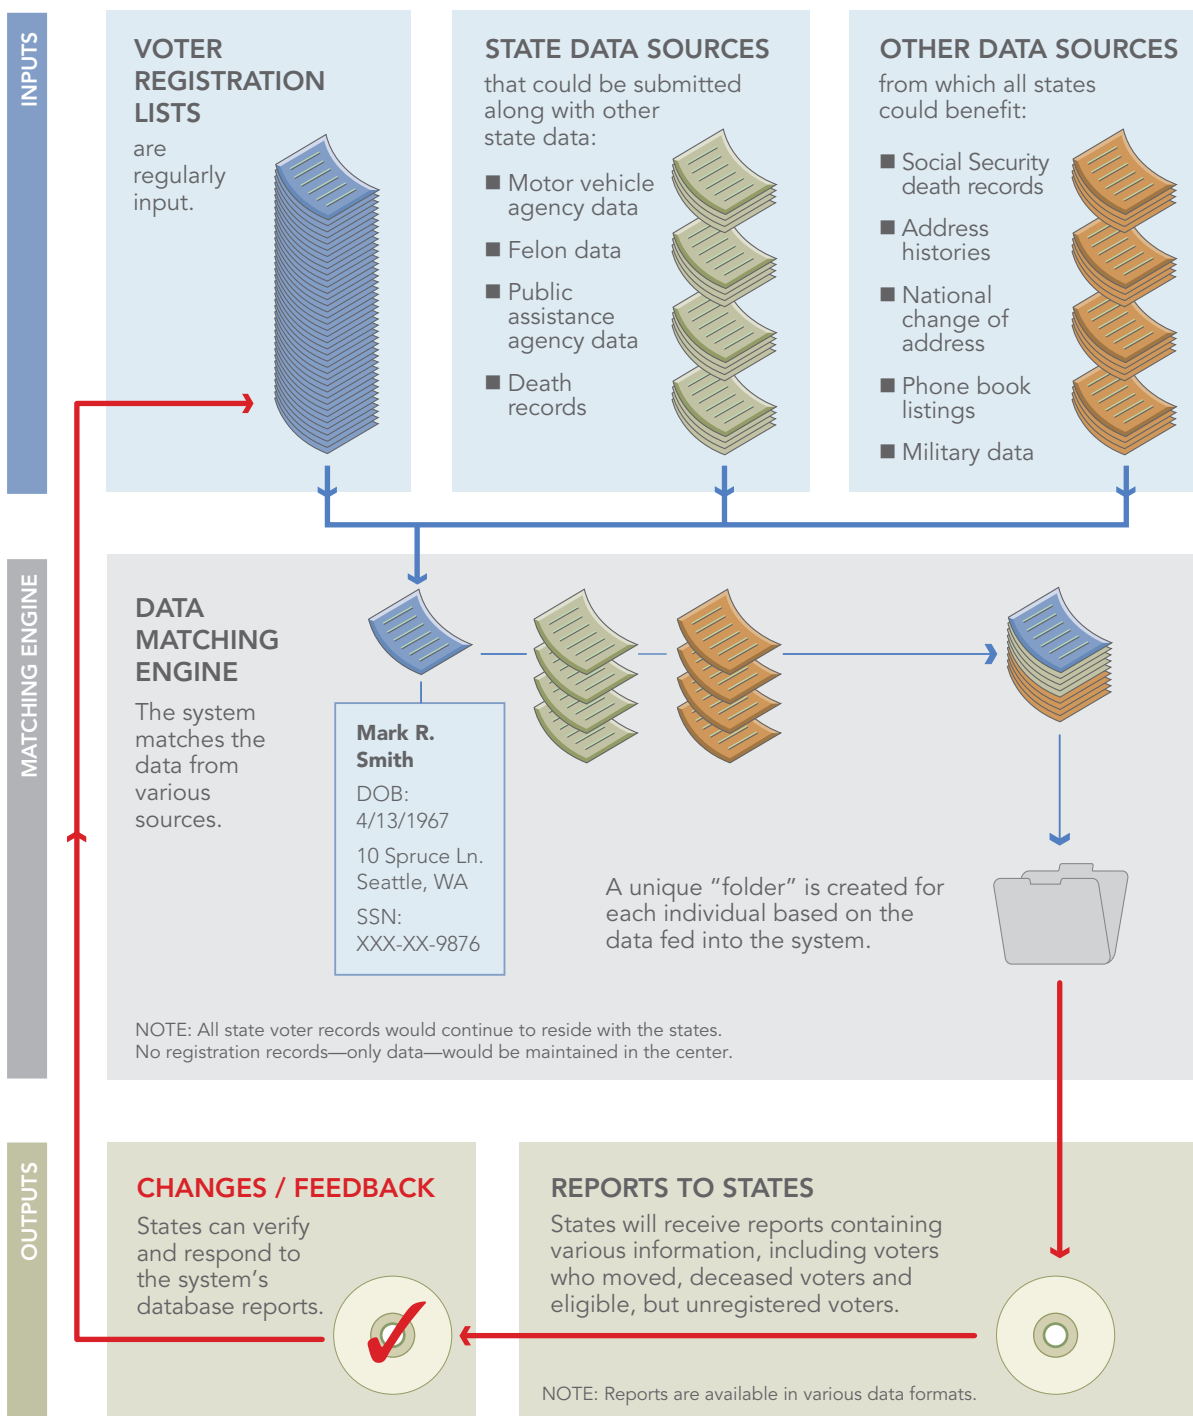 INPUTS
VOTER
REGISTRATION
LISTS
are
regularly
input.
STATE DATA SOURCES
that could be submitted
along with other
state data:
■ Motor vehicle
agency data
■ Felon data
■ Public
assistance
agency data
■ Death
records
OTHER DATA SOURCES
from which all states
could benefit:
■ Social Security
death records
■ Address
histories
■ National
change of
address
■ Phone book
listings
■ Military data
MATCHING ENGINE
DATA
MATCHING
ENGINE
The system
matches the
data from
various
sources.
Mark R.
Smith
DOB:
4/13/1967
10 Spruce Ln.
Seattle, WA
SSN:
XXX-XX-9876
A unique “folder” is created for
each individual based on the
data fed into the system.
NOTE: All state voter records would continue to reside with the states.
No registration records—only data—would be maintained in the center.
OUTPUTS
CHANGES / FEEDBACK
States can verify
and respond to
the system’s
database reports.
REPORTS TO STATES
States will receive reports containing
various information, including voters
who moved, deceased voters and
eligible, but unregistered voters.
NOTE: Reports are available in various data formats.